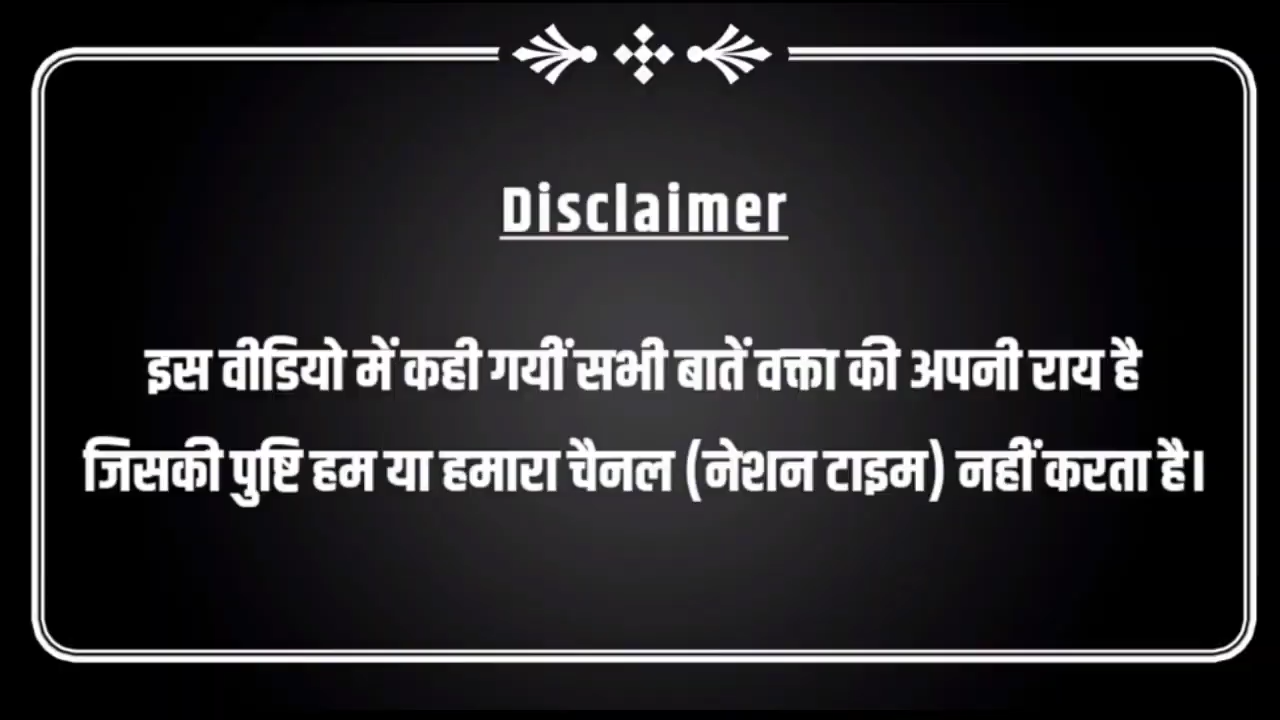 Disclaimer
इस वीडियो में कही गयीं सभी बातें वक्ता की अपनी राय है
जिसकी पुष्टि हम या हमारा चैनल (नेशन टाइम) नहीं करता है।